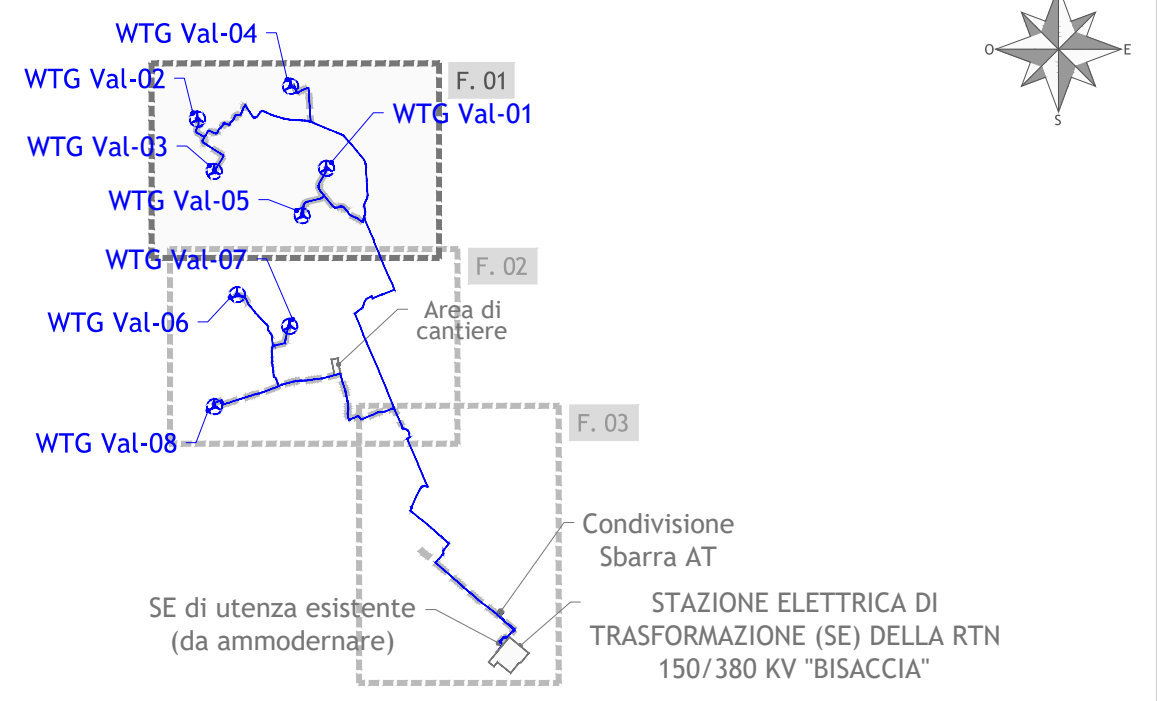 WTG Val-04
WTG Val-02
F. 01
WTG Val-01
WTG Val-03
WTG Val-05
WTG Val-07
F. 02
WTG Val-06
Area di
cantiere
WTG Val-08
F. 03
Condivisione
Sbarra AT
SE di utenza esistente
(da ammodernare)
STAZIONE ELETTRICA DI
TRASFORMAZIONE (SE) DELLA RTN
150/380 KV "BISACCIA"
O
E
S